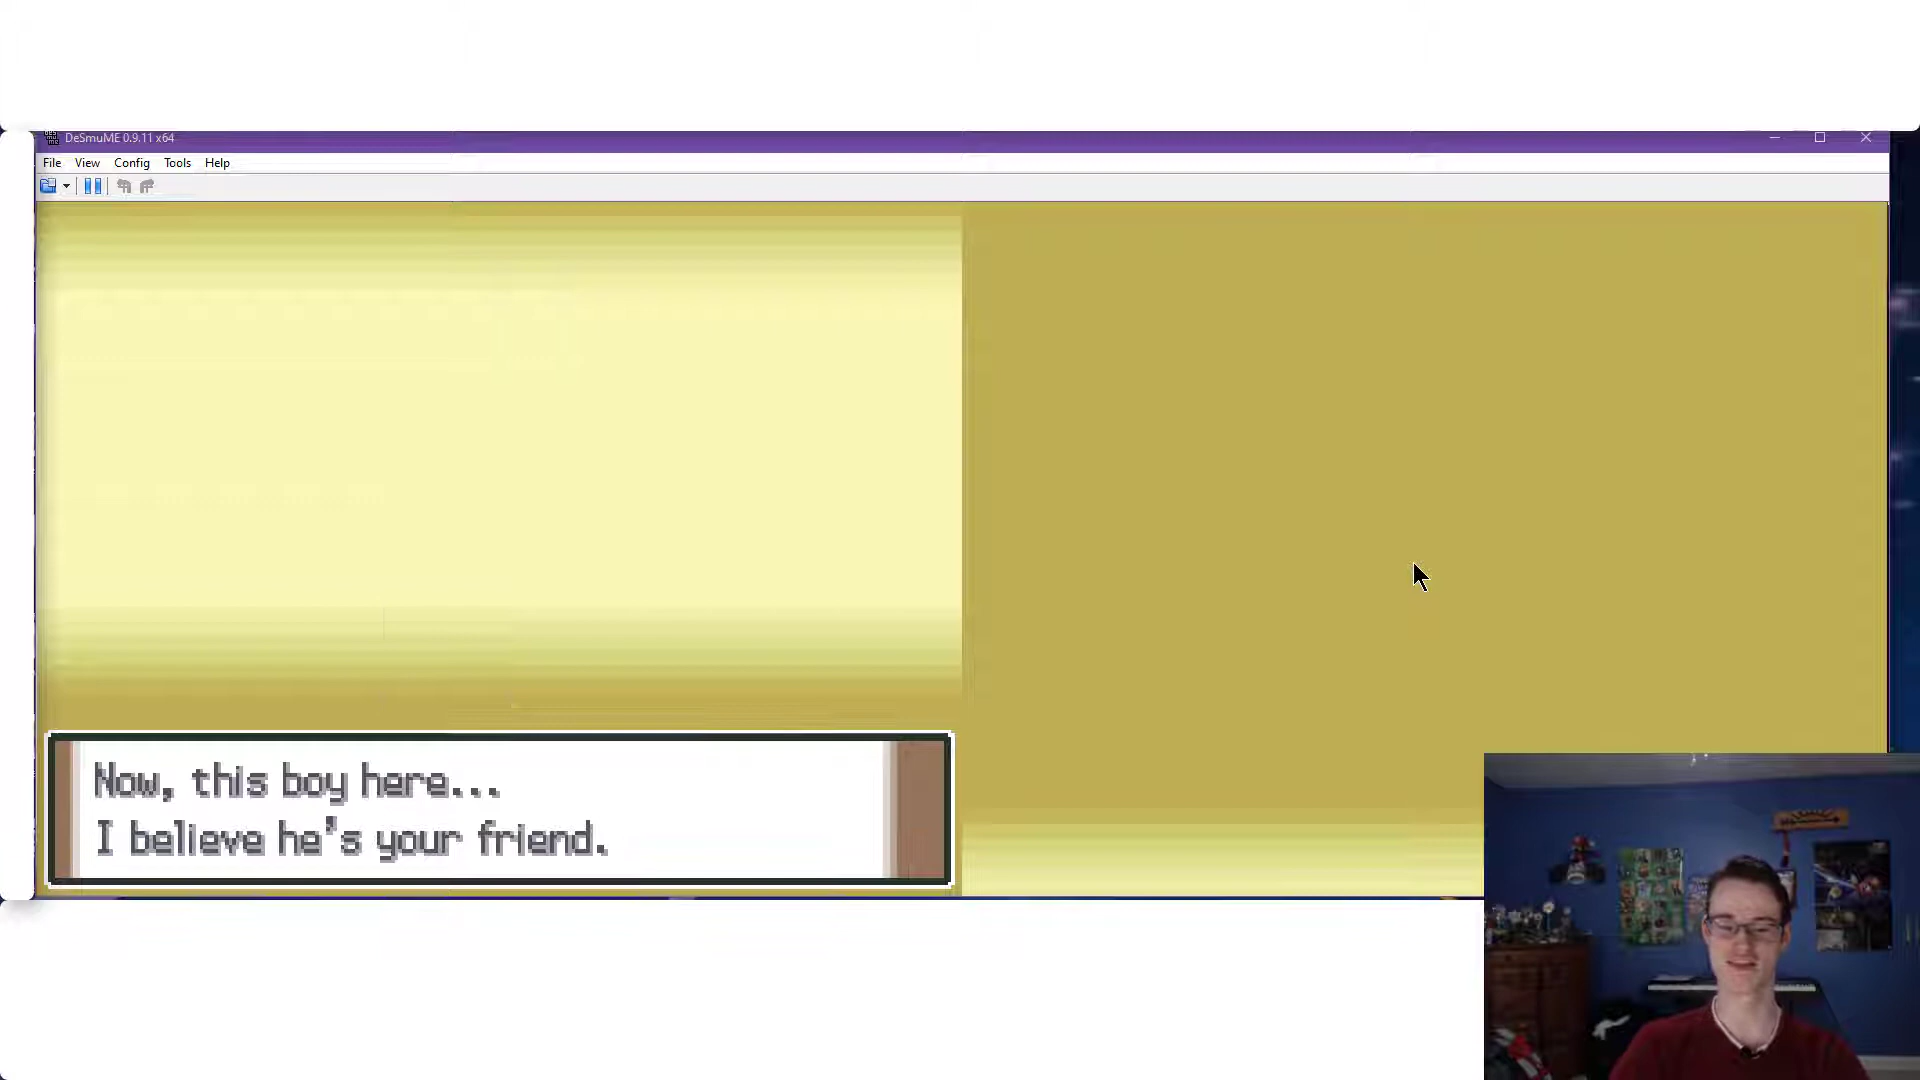 DeSmuME 0.9.11 x64
File View Config Tools Help
Now, this boy here...
I believe he's your friend.